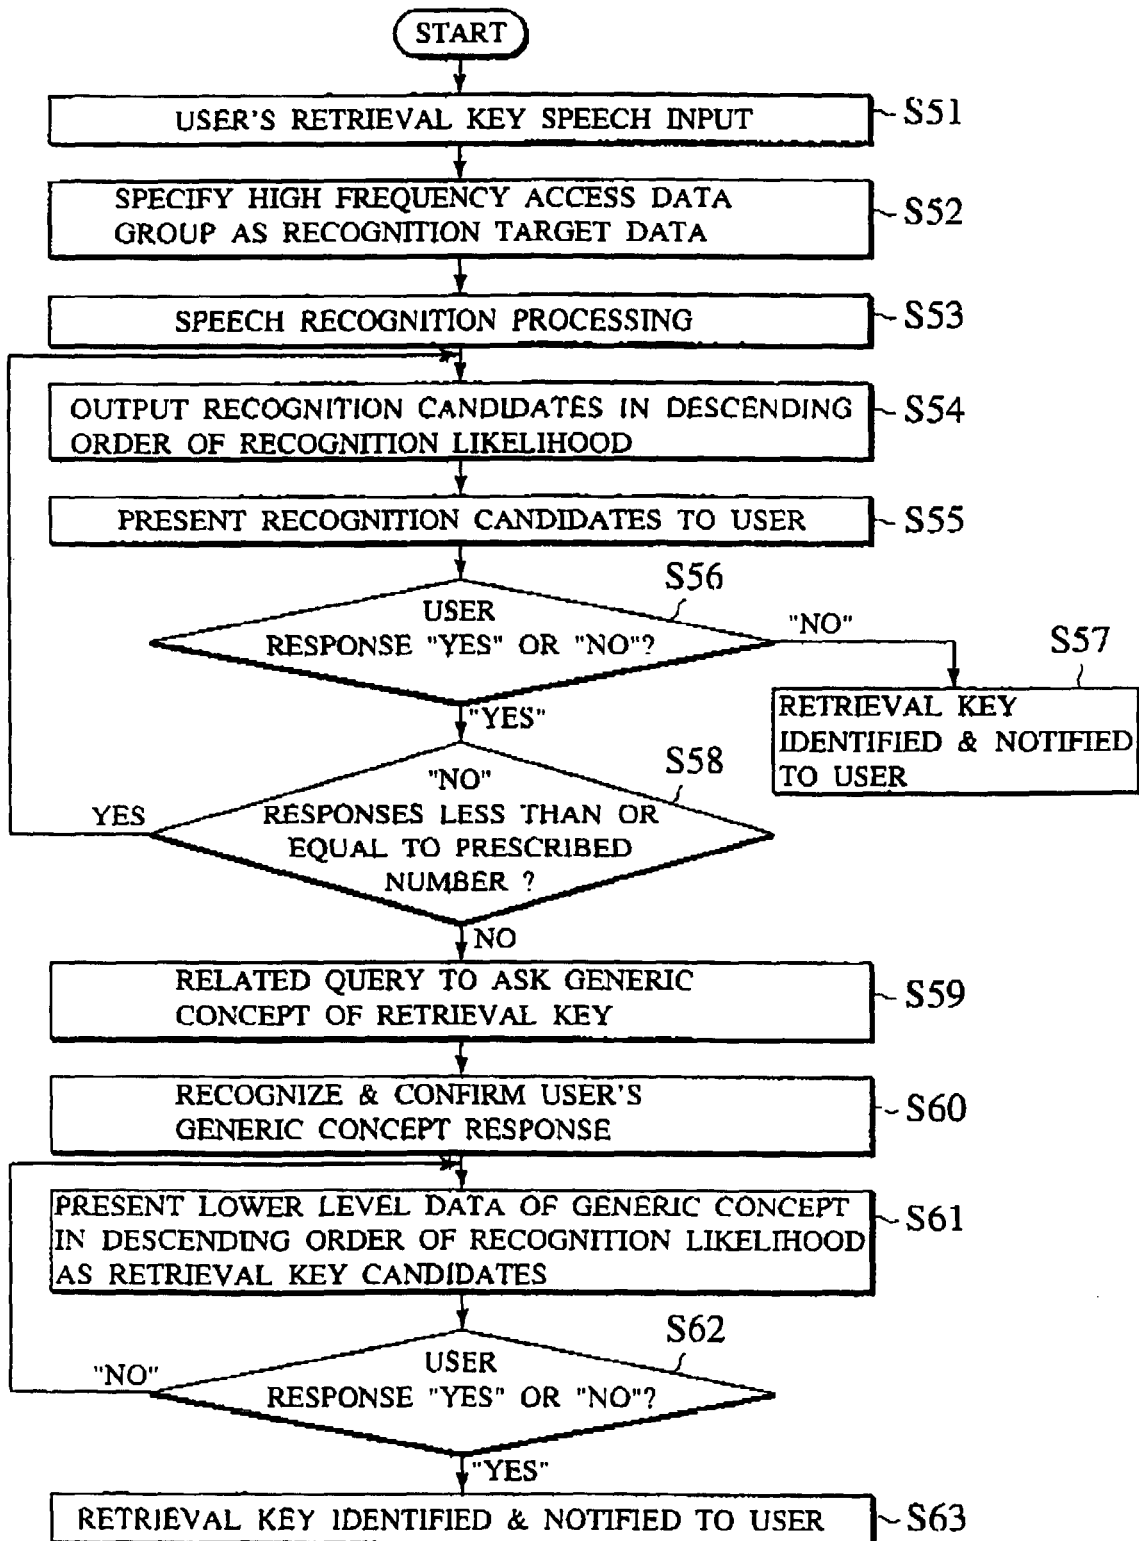 START
USER'S RETRIEVAL KEY SPEECH INPUT
S51
SPECIFY HIGH FREQUENCY ACCESS DATA
GROUP AS RECOGNITION TARGET DATA
S52
SPEECH RECOGNITION PROCESSING
S53
OUTPUT RECOGNITION CANDIDATES IN DESCENDING
ORDER OF RECOGNITION LIKELIHOOD
S54
PRESENT RECOGNITION CANDIDATES TO USER
S55
S56
USER
RESPONSE "YES" OR "NO"?
"NO"
S57
RETRIEVAL KEY
IDENTIFIED & NOTIFIED
TO USER
"YES"
S58
"NO"
RESPONSES LESS THAN OR
EQUAL TO PRESCRIBED
NUMBER ?
YES
NO
RELATED QUERY TO ASK GENERIC
CONCEPT OF RETRIEVAL KEY
S59
RECOGNIZE & CONFIRM USER'S
GENERIC CONCEPT RESPONSE
S60
PRESENT LOWER LEVEL DATA OF GENERIC CONCEPT
IN DESCENDING ORDER OF RECOGNITION LIKELIHOOD
AS RETRIEVAL KEY CANDIDATES
S61
S62
USER
RESPONSE "YES" OR "NO"?
"NO"
"YES"
RETRIEVAL KEY IDENTIFIED & NOTIFIED TO USER
S63